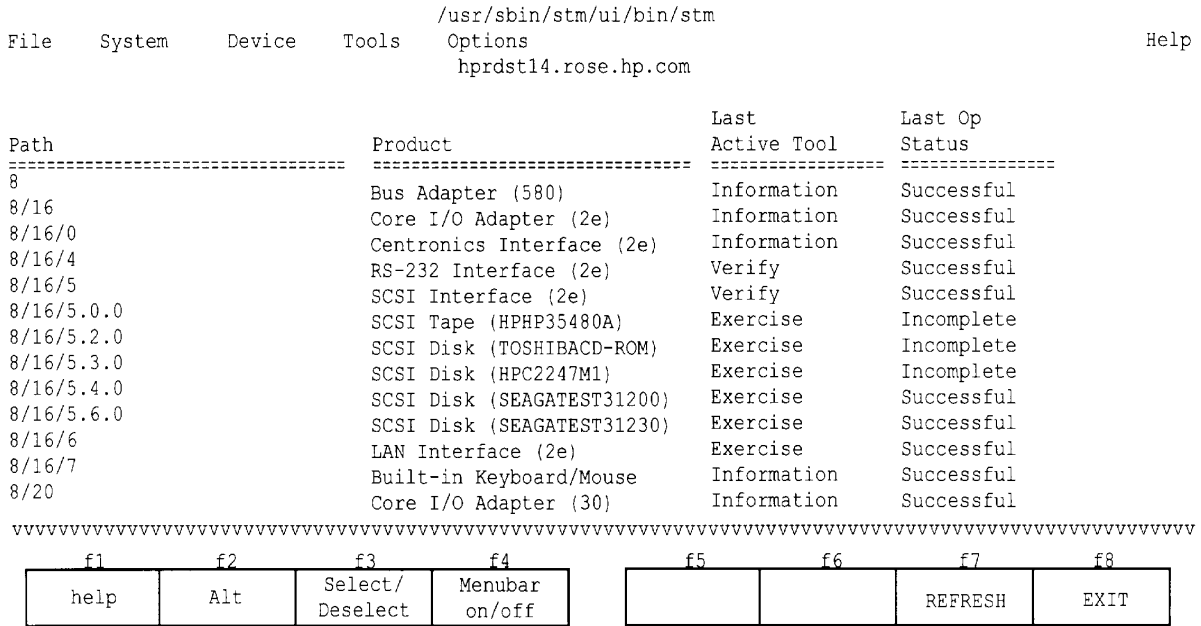 /usr/sbin/stm/ui/bin/stm
File System Device Tools Options Help
hprdst14.rose.hp.com
Last Last Op
Path Product Active Tool Status
================================ ============================== ================ ==============
8 Bus Adapter (580) Information Successful
8/16 Core I/O Adapter (2e) Information Successful
8/16/0 Centronics Interface (2e) Information Successful
8/16/4 RS-232 Interface (2e) Verify Successful
8/16/5 SCSI Interface (2e) Verify Successful
8/16/5.0.0 SCSI Tape (HPHP35480A) Exercise Incomplete
8/16/5.2.0 SCSI Disk (TOSHIBACD-ROM) Exercise Incomplete
8/16/5.3.0 SCSI Disk (HPC2247M1) Exercise Incomplete
8/16/5.4.0 SCSI Disk (SEAGATEST31200) Exercise Successful
8/16/5.6.0 SCSI Disk (SEAGATEST31230) Exercise Successful
8/16/6 LAN Interface (2e) Exercise Successful
8/16/7 Built-in Keyboard/Mouse Information Successful
8/20 Core I/O Adapter (30) Information Successful
vvvvvvvvvvvvvvvvvvvvvvvvvvvvvvvvvvvvvvvvvvvvvvvvvvvvvvvvvvvvvvvvvvvvvvvvvvvvvvvv
f1 f2 f3 f4 f5 f6 f7 f8
help Alt Select/ Menubar REFRESH EXIT
Deselect on/off